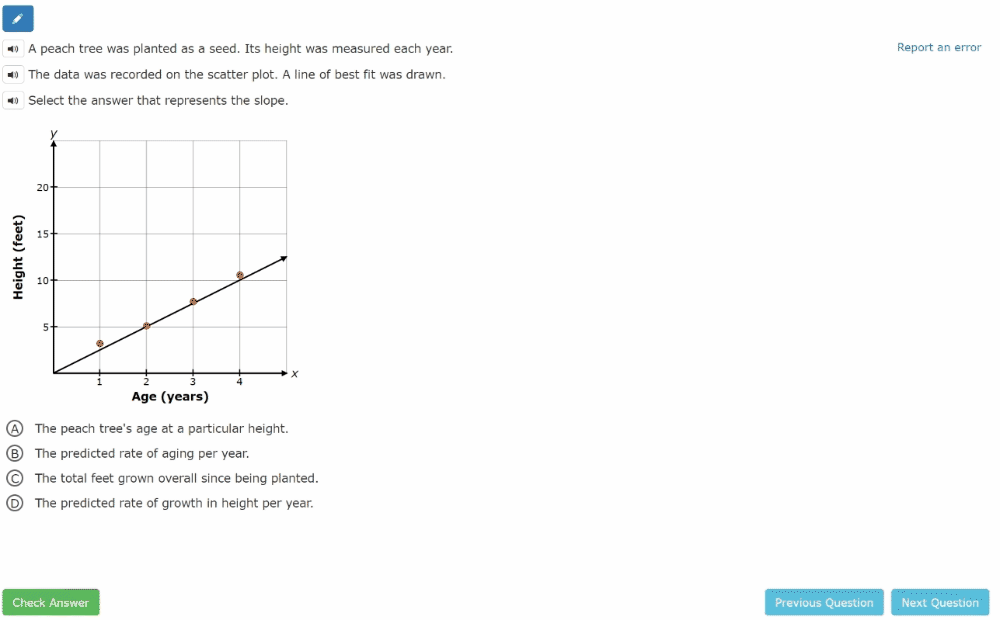 A peach tree was planted as a seed. Its height was measured each year.
Report an error
The data was recorded on the scatter plot. A line of best fit was drawn.
Select the answer that represents the slope.
y
20
15
10
5
Height (feet)
x
1 2 3 4
Age (years)
A The peach tree's age at a particular height.
B The predicted rate of aging per year.
C The total feet grown overall since being planted.
D The predicted rate of growth in height per year.
Check Answer
Previous Question
Next Question